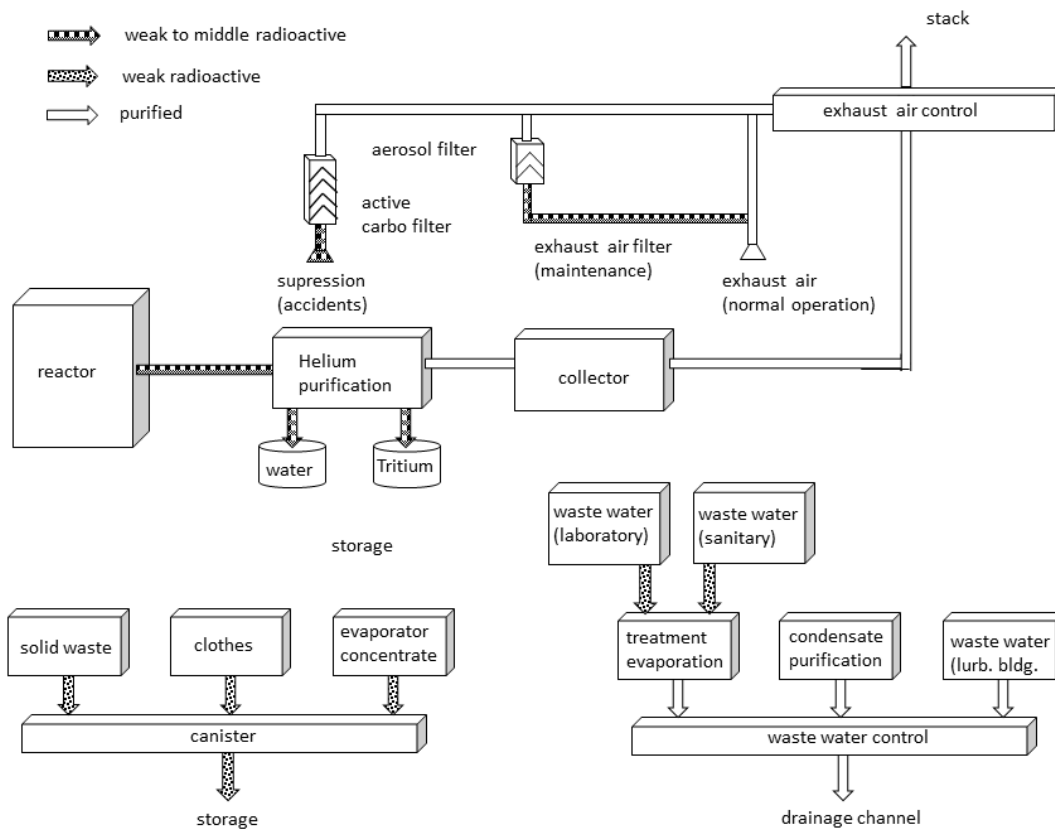 stack
weak to middle radioactive
weak radioactive
purified
exhaust air control
aerosol filter
active
carbo filter
exhaust air filter
(maintenance)
supression
(accidents)
exhaust air
(normal operation)
reactor
Helium
purification
collector
water
Tritium
storage
waste water
(laboratory)
waste water
(sanitary)
solid waste
clothes
evaporator
concentrate
treatment
evaporation
condensate
purification
waste water
(lurb. bldg.
canister
waste water control
storage
drainage channel